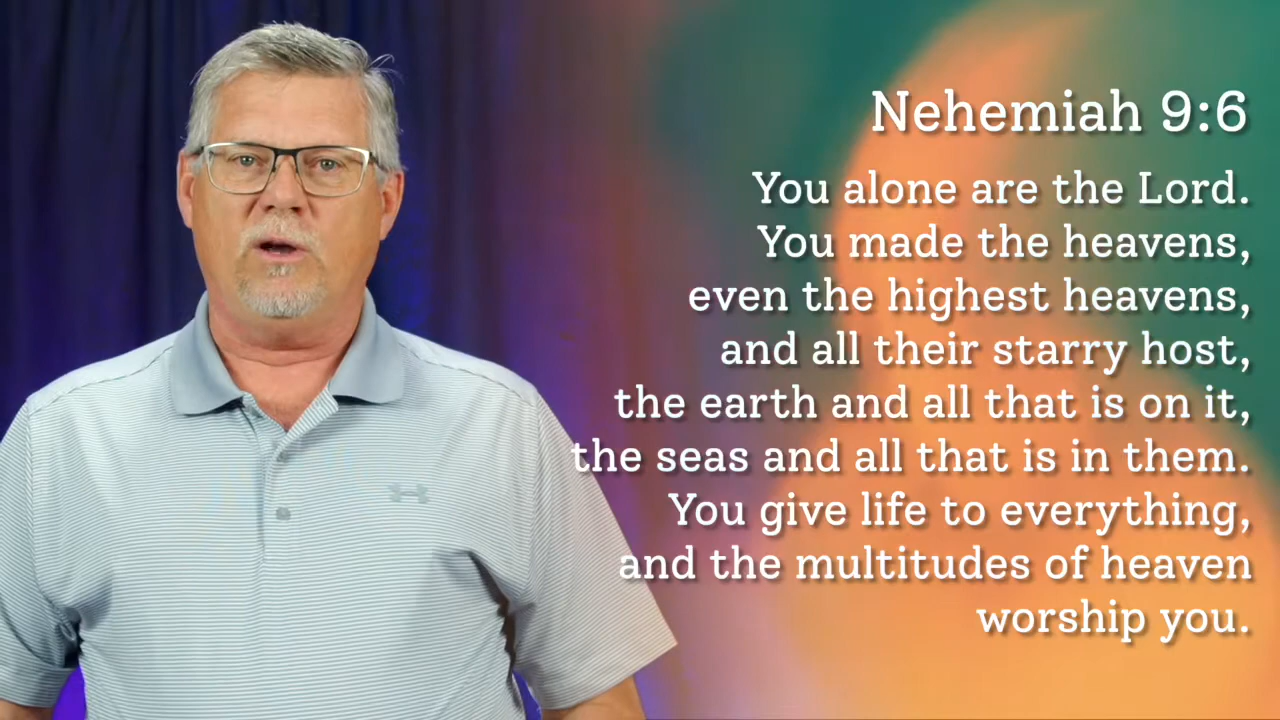 Nehemiah 9:6
You alone are the Lord.
You made the heavens,
even the highest heavens,
and all their starry host,
the earth and all that is on it,
the seas and all that is in them.
You give life to everything,
and the multitudes of heaven
worship you.